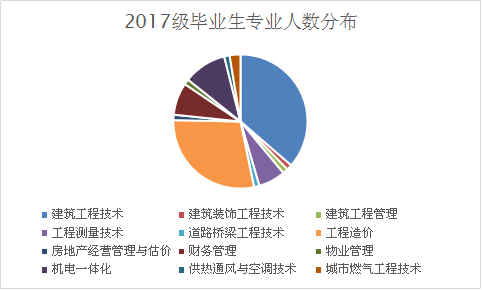 2017级毕业生专业人数分布
建筑工程技术 建筑装饰工程技术 建筑工程管理
工程测量技术 道路桥梁工程技术 工程造价
房地产经营管理与估价 财务管理 物业管理
机电一体化 供热通风与空调技术 城市燃气工程技术